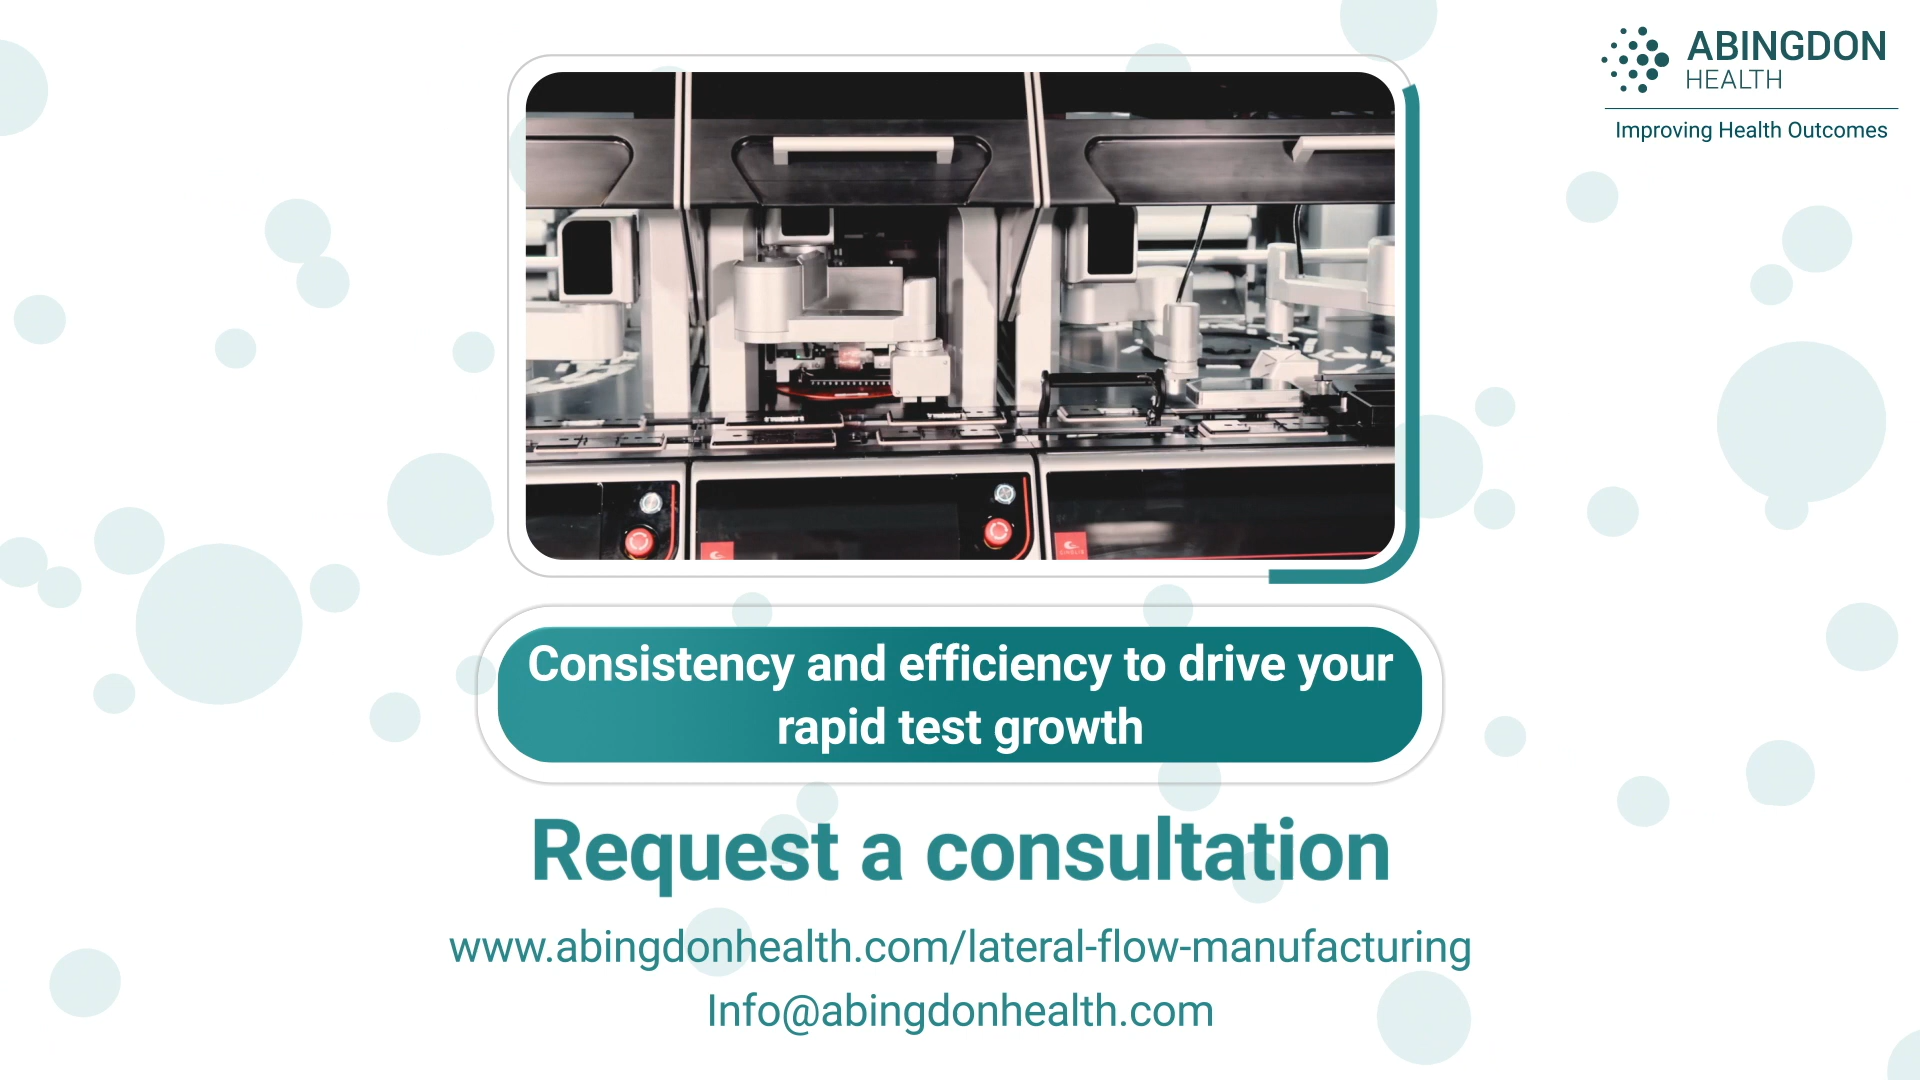 ABINGDON
HEALTH
Improving Health Outcomes
Consistency and efficiency to drive your
rapid test growth
Request a consultation
www.abingdonhealth.com/lateral-flow-manufacturing
Info@abingdonhealth.com